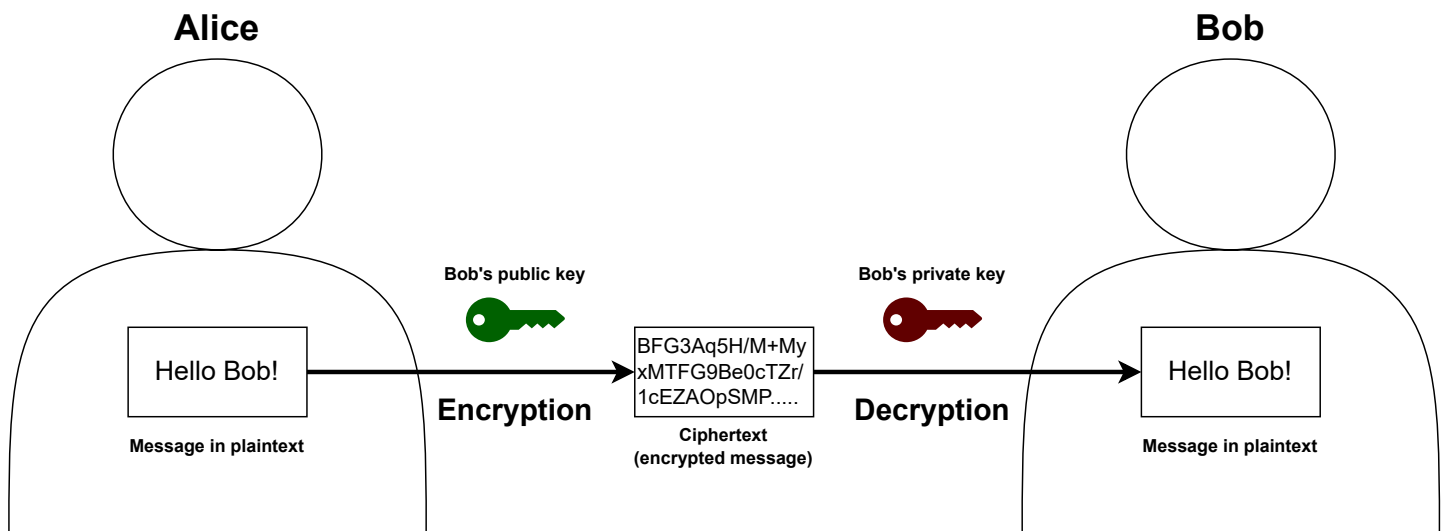 Alice
Bob
Bob's public key
Bob's private key
Hello Bob!
BFG3Aq5H/M+My
xMTFG9Be0cTZr/
1cEZAOpSMP.....
Hello Bob!
Encryption
Decryption
Message in plaintext
Ciphertext
(encrypted message)
Message in plaintext